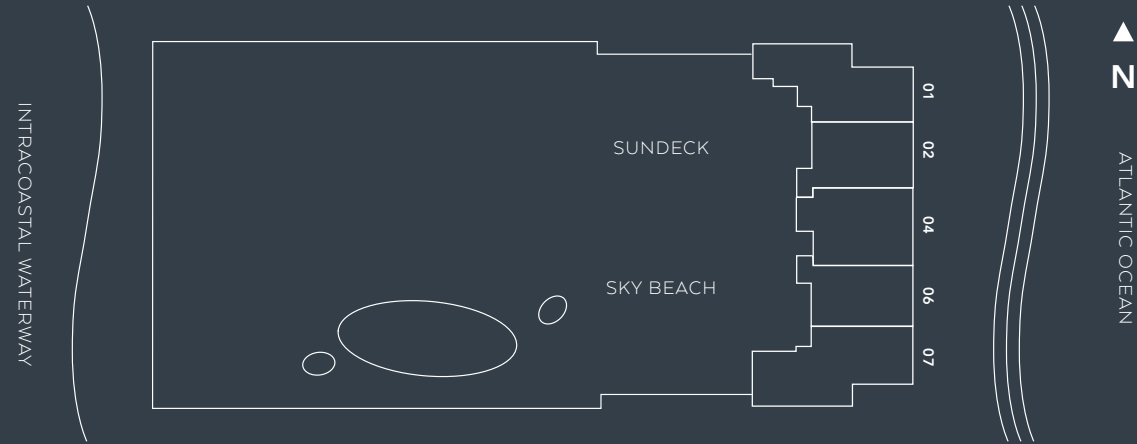 INTRACOASTAL WATERWAY
SUNDECK
SKY BEACH
01
02
04
06
07
N
ATLANTIC OCEAN